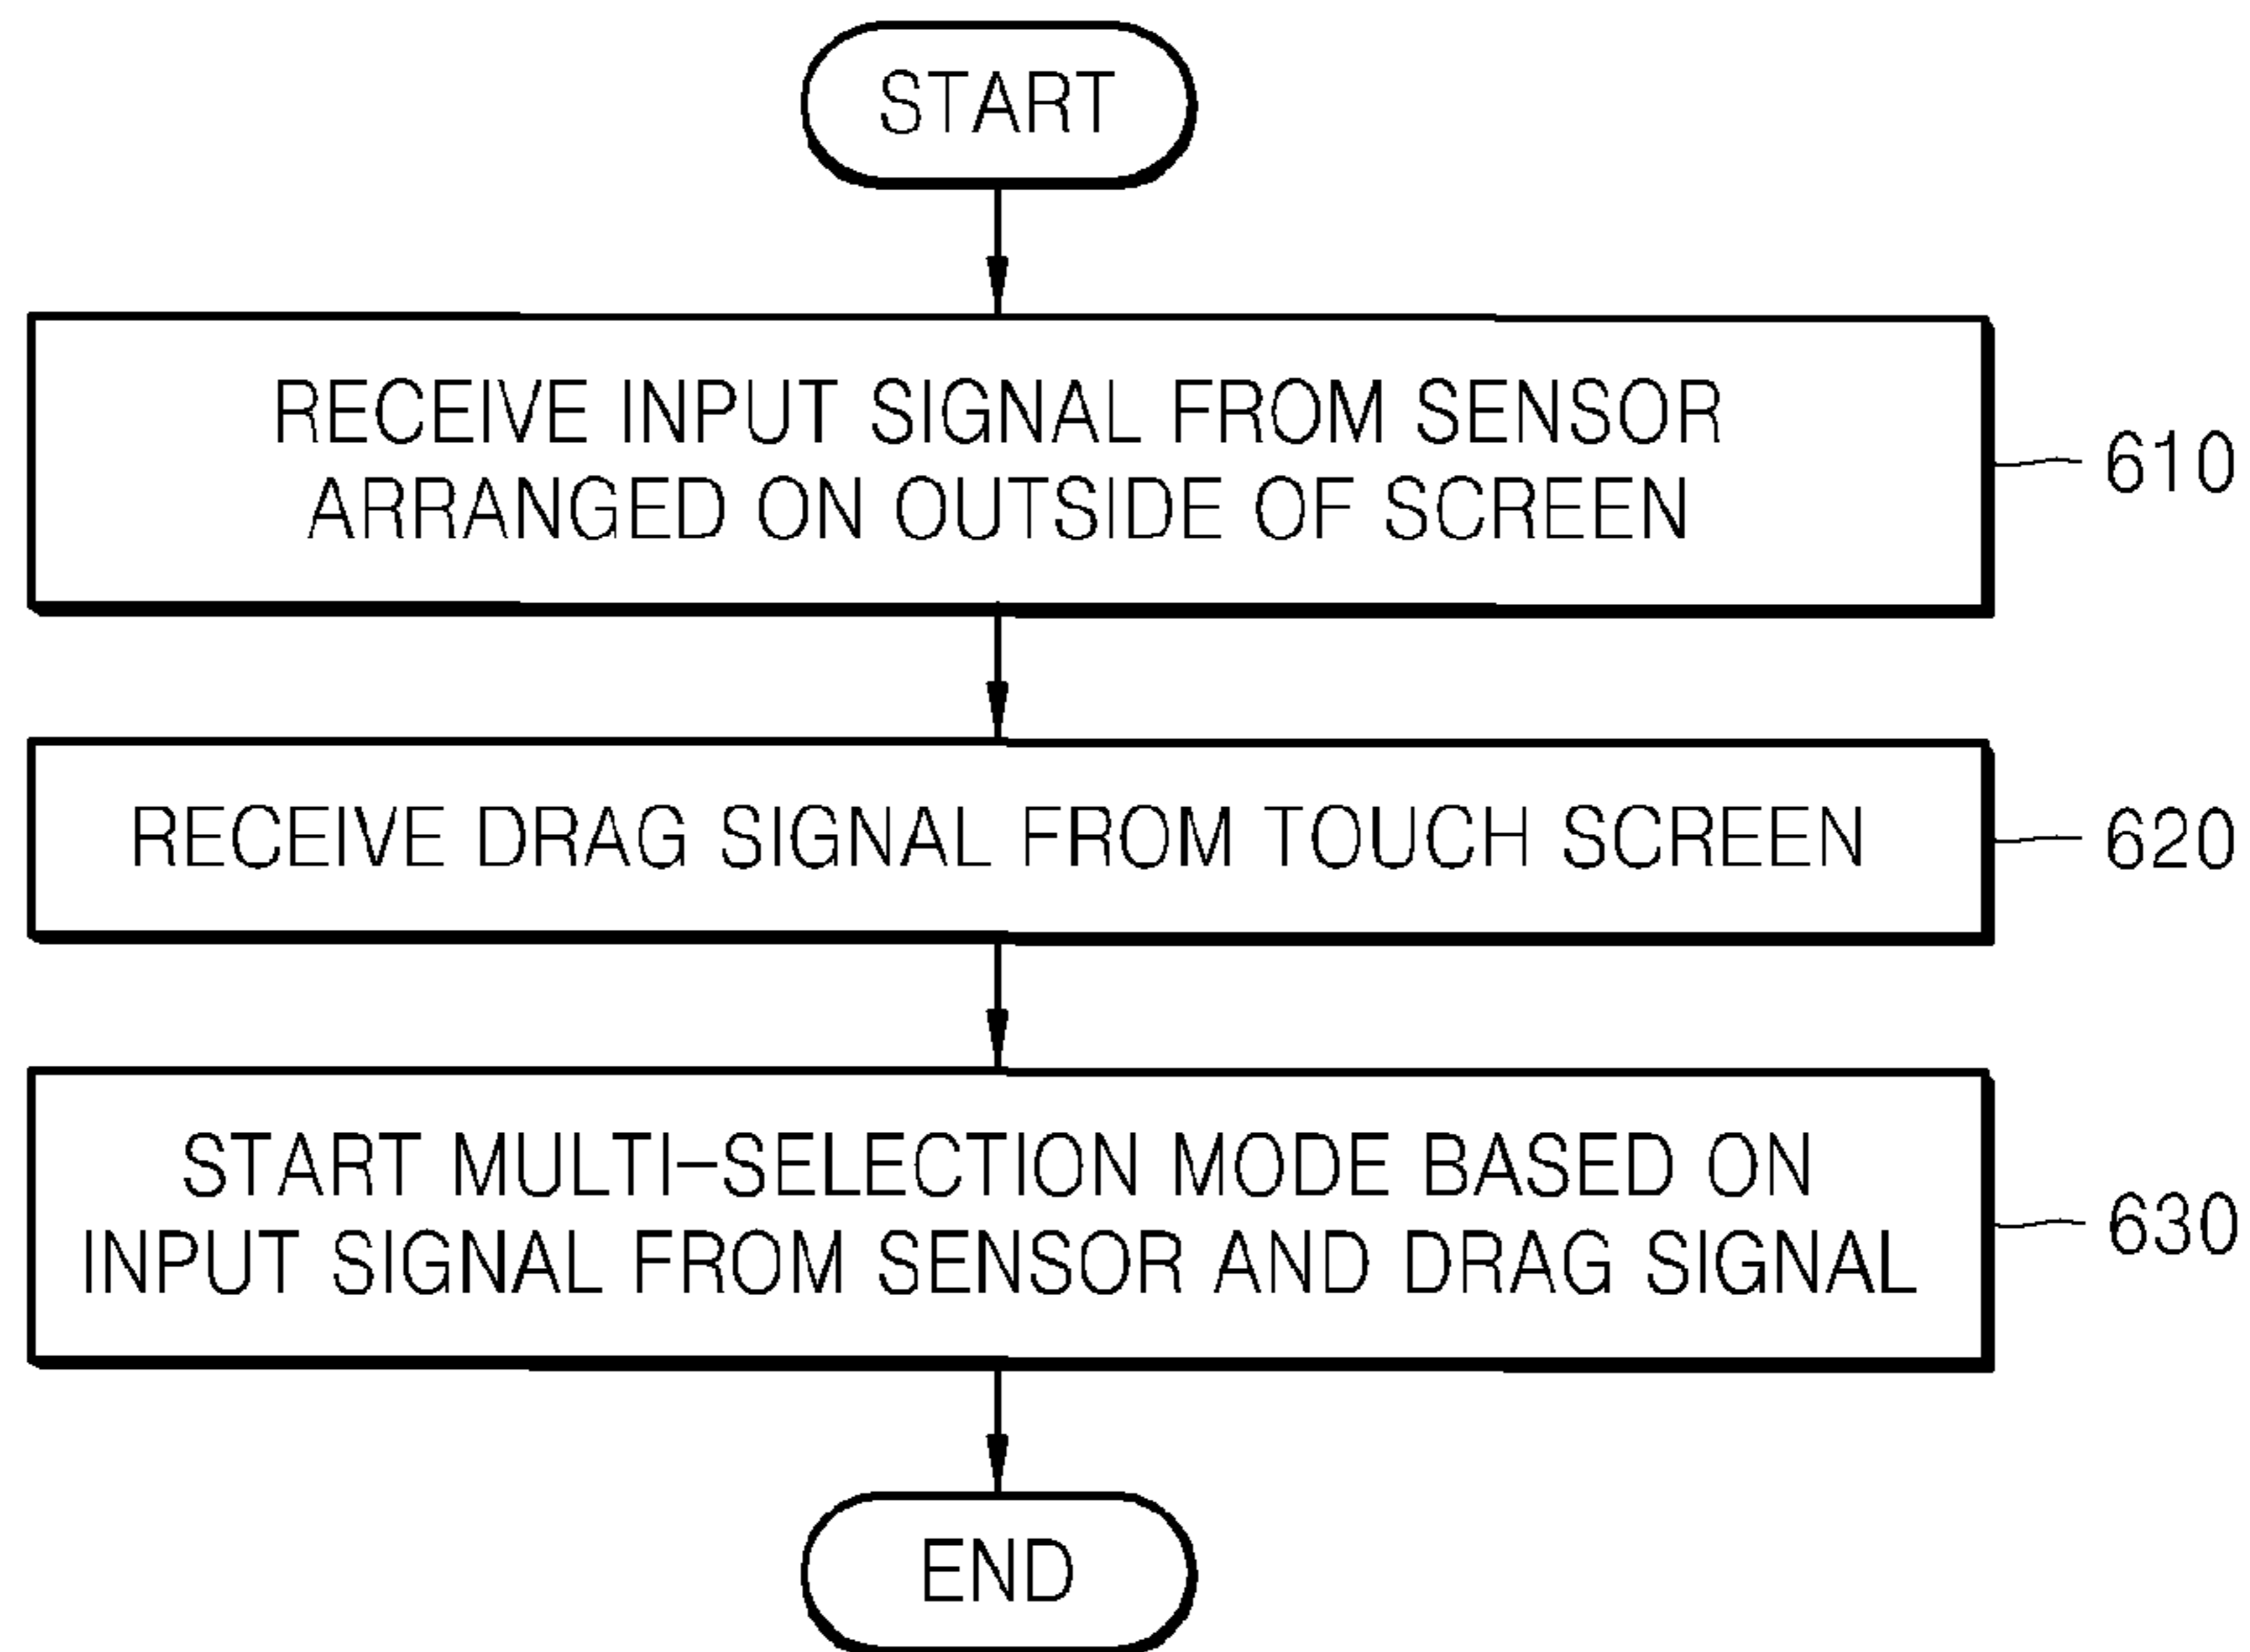 START
RECEIVE INPUT SIGNAL FROM SENSOR
ARRANGED ON OUTSIDE OF SCREEN
610
RECEIVE DRAG SIGNAL FROM TOUCH SCREEN
620
START MULTI-SELECTION MODE BASED ON
INPUT SIGNAL FROM SENSOR AND DRAG SIGNAL
630
END